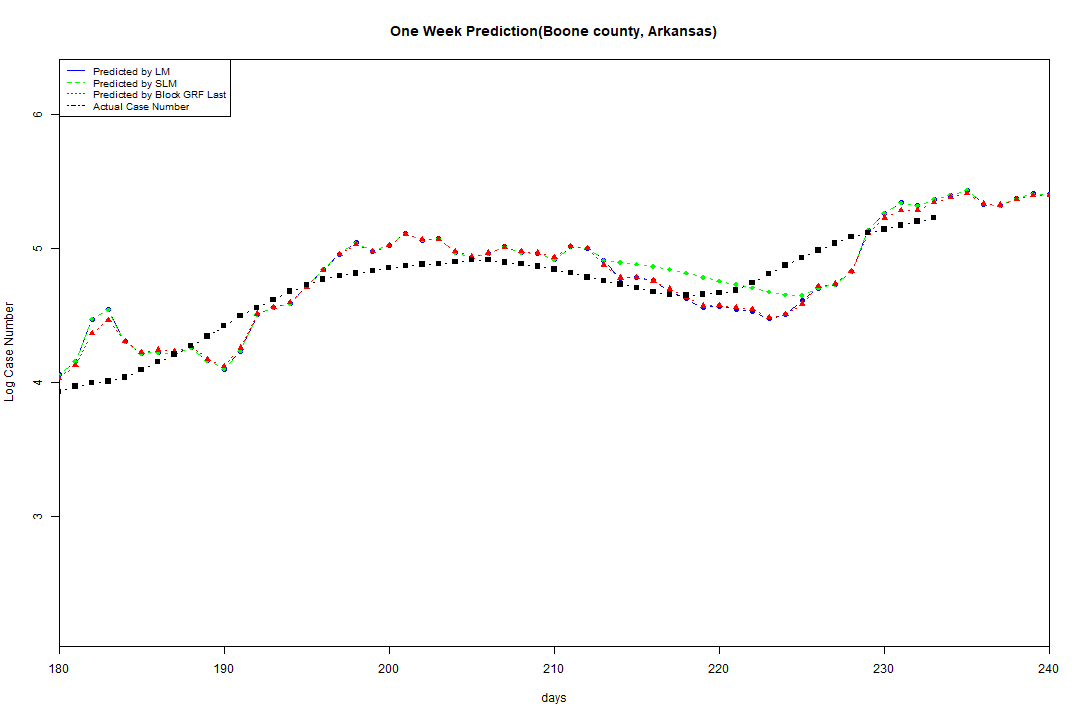 One Week Prediction(Boone county, Arkansas)
Predicted by LM
Predicted by SLM
Predicted by Block GRF Last
Actual Case Number
6
5
4
3
Log Case Number
180 190 200 210 220 230 240
days